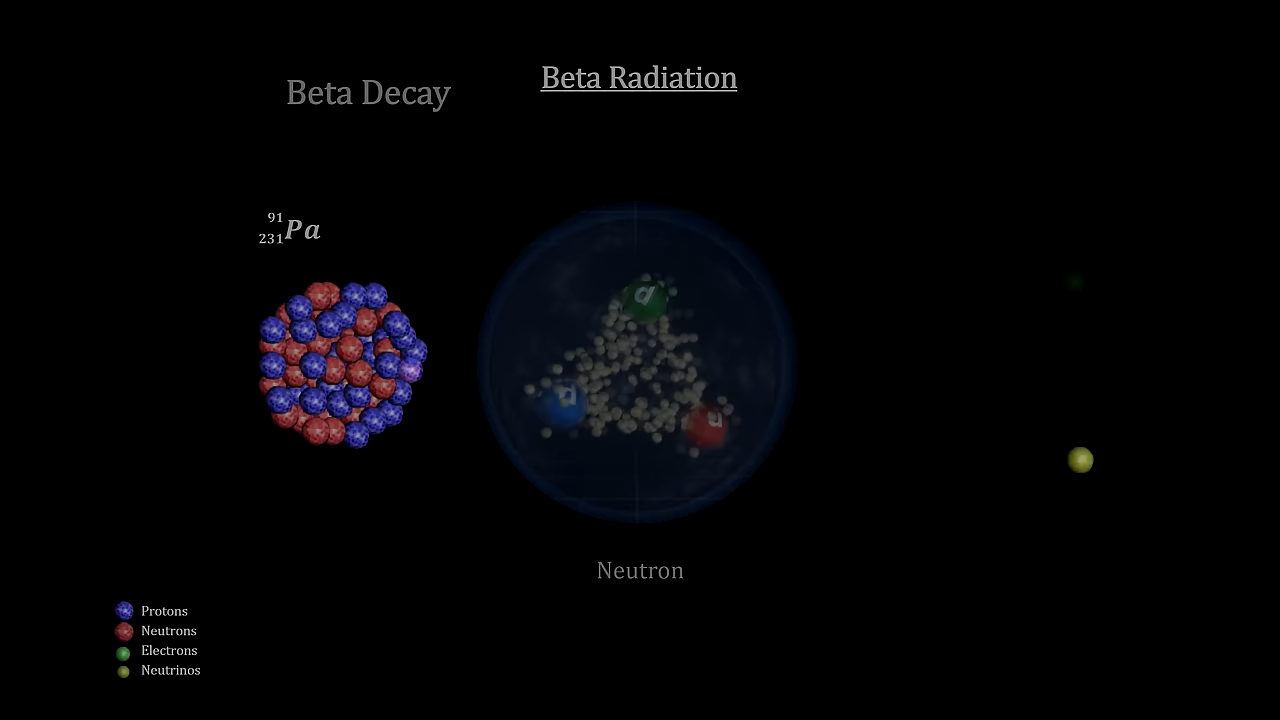 Beta Radiation
Beta Decay
91
231Pa
d
Neutron
Protons
Neutrons
Electrons
Neutrinos